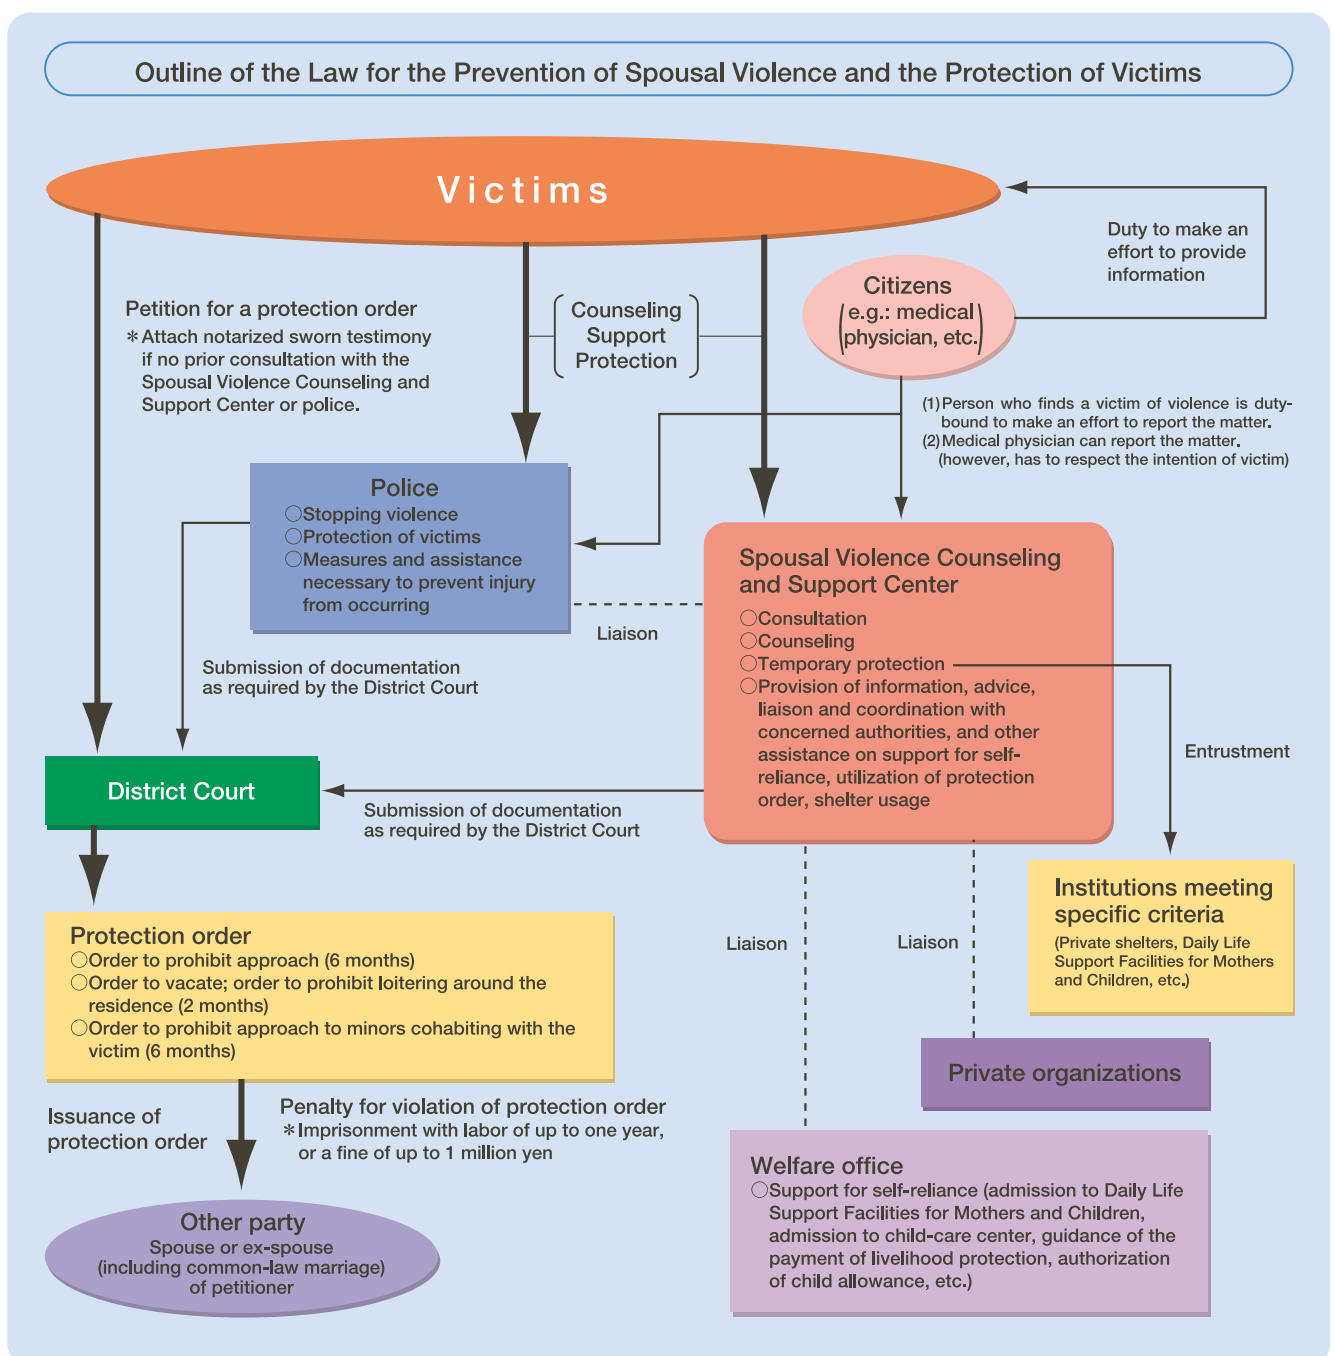 Outline of the Law for the Prevention of Spousal Violence and the Protection of Victims
Victims
Duty to make an
effort to provide
information
Citizens
(e.g.: medical
physician, etc.)
Petition for a protection order
* Attach notarized sworn testimony
if no prior consultation with the
Spousal Violence Counseling and
Support Center or police.
Counseling
Support
Protection
(1)Person who finds a victim of violence is duty-
bound to make an effort to report the matter.
(2)Medical physician can report the matter.
(however, has to respect the intention of victim)
Police
○Stopping violence
○Protection of victims
○Measures and assistance
necessary to prevent injury
from occurring
Liaison
Spousal Violence Counseling
and Support Center
○Consultation
○Counseling
○Temporary protection
○Provision of information, advice,
liaison and coordination with
concerned authorities, and other
assistance on support for self-
reliance, utilization of protection
order, shelter usage
Submission of documentation
as required by the District Court
Entrustment
District Court
Submission of documentation
as required by the District Court
Institutions meeting
specific criteria
(Private shelters, Daily Life
Support Facilities for Mothers
and Children, etc.)
Protection order
○Order to prohibit approach (6 months)
○Order to vacate; order to prohibit loitering around the
residence (2 months)
○Order to prohibit approach to minors cohabiting with the
victim (6 months)
Liaison
Liaison
Private organizations
Issuance of
protection order
Penalty for violation of protection order
* Imprisonment with labor of up to one year,
or a fine of up to 1 million yen
Welfare office
○Support for self-reliance (admission to Daily Life
Support Facilities for Mothers and Children,
admission to child-care center, guidance of the
payment of livelihood protection, authorization
of child allowance, etc.)
Other party
Spouse or ex-spouse
(including common-law marriage)
of petitioner